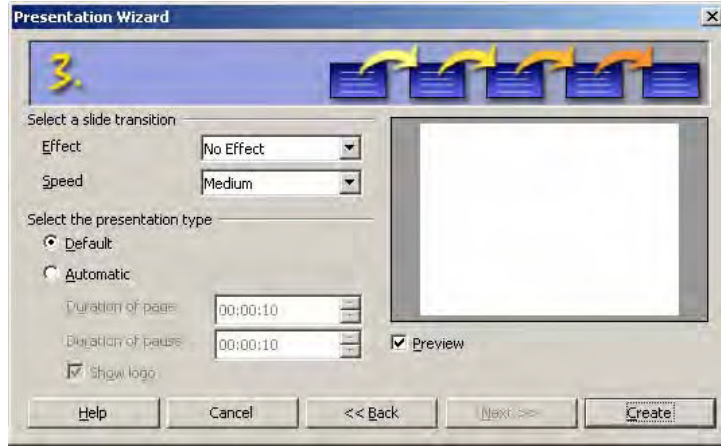 Presentation Wizard
3.
Select a slide transition
Effect
No Effect
Speed
Medium
Select the presentation type
Default
Automatic
Duration of page
00:00:10
Duration of pause
00:00:10
Show logo
Preview
Help
Cancel
<< Back
Next >>
Create